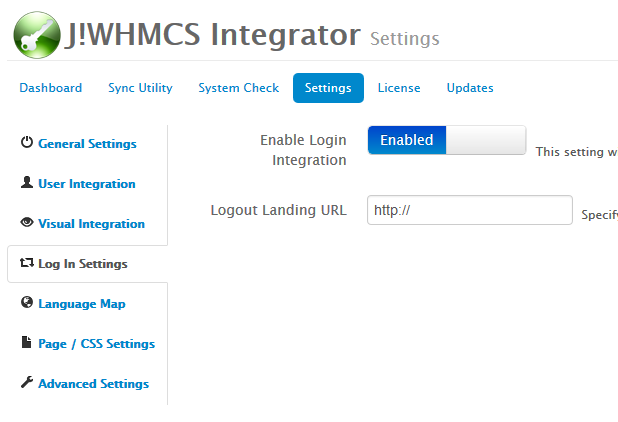 J!WHMCS Integrator Settings
Dashboard Sync Utility System Check Settings License Updates
General Settings
User Integration
Visual Integration
Log In Settings
Language Map
Page / CSS Settings
Advanced Settings
Enable Login
Integration
Enabled
This setting w
Logout Landing URL
http://
Specify